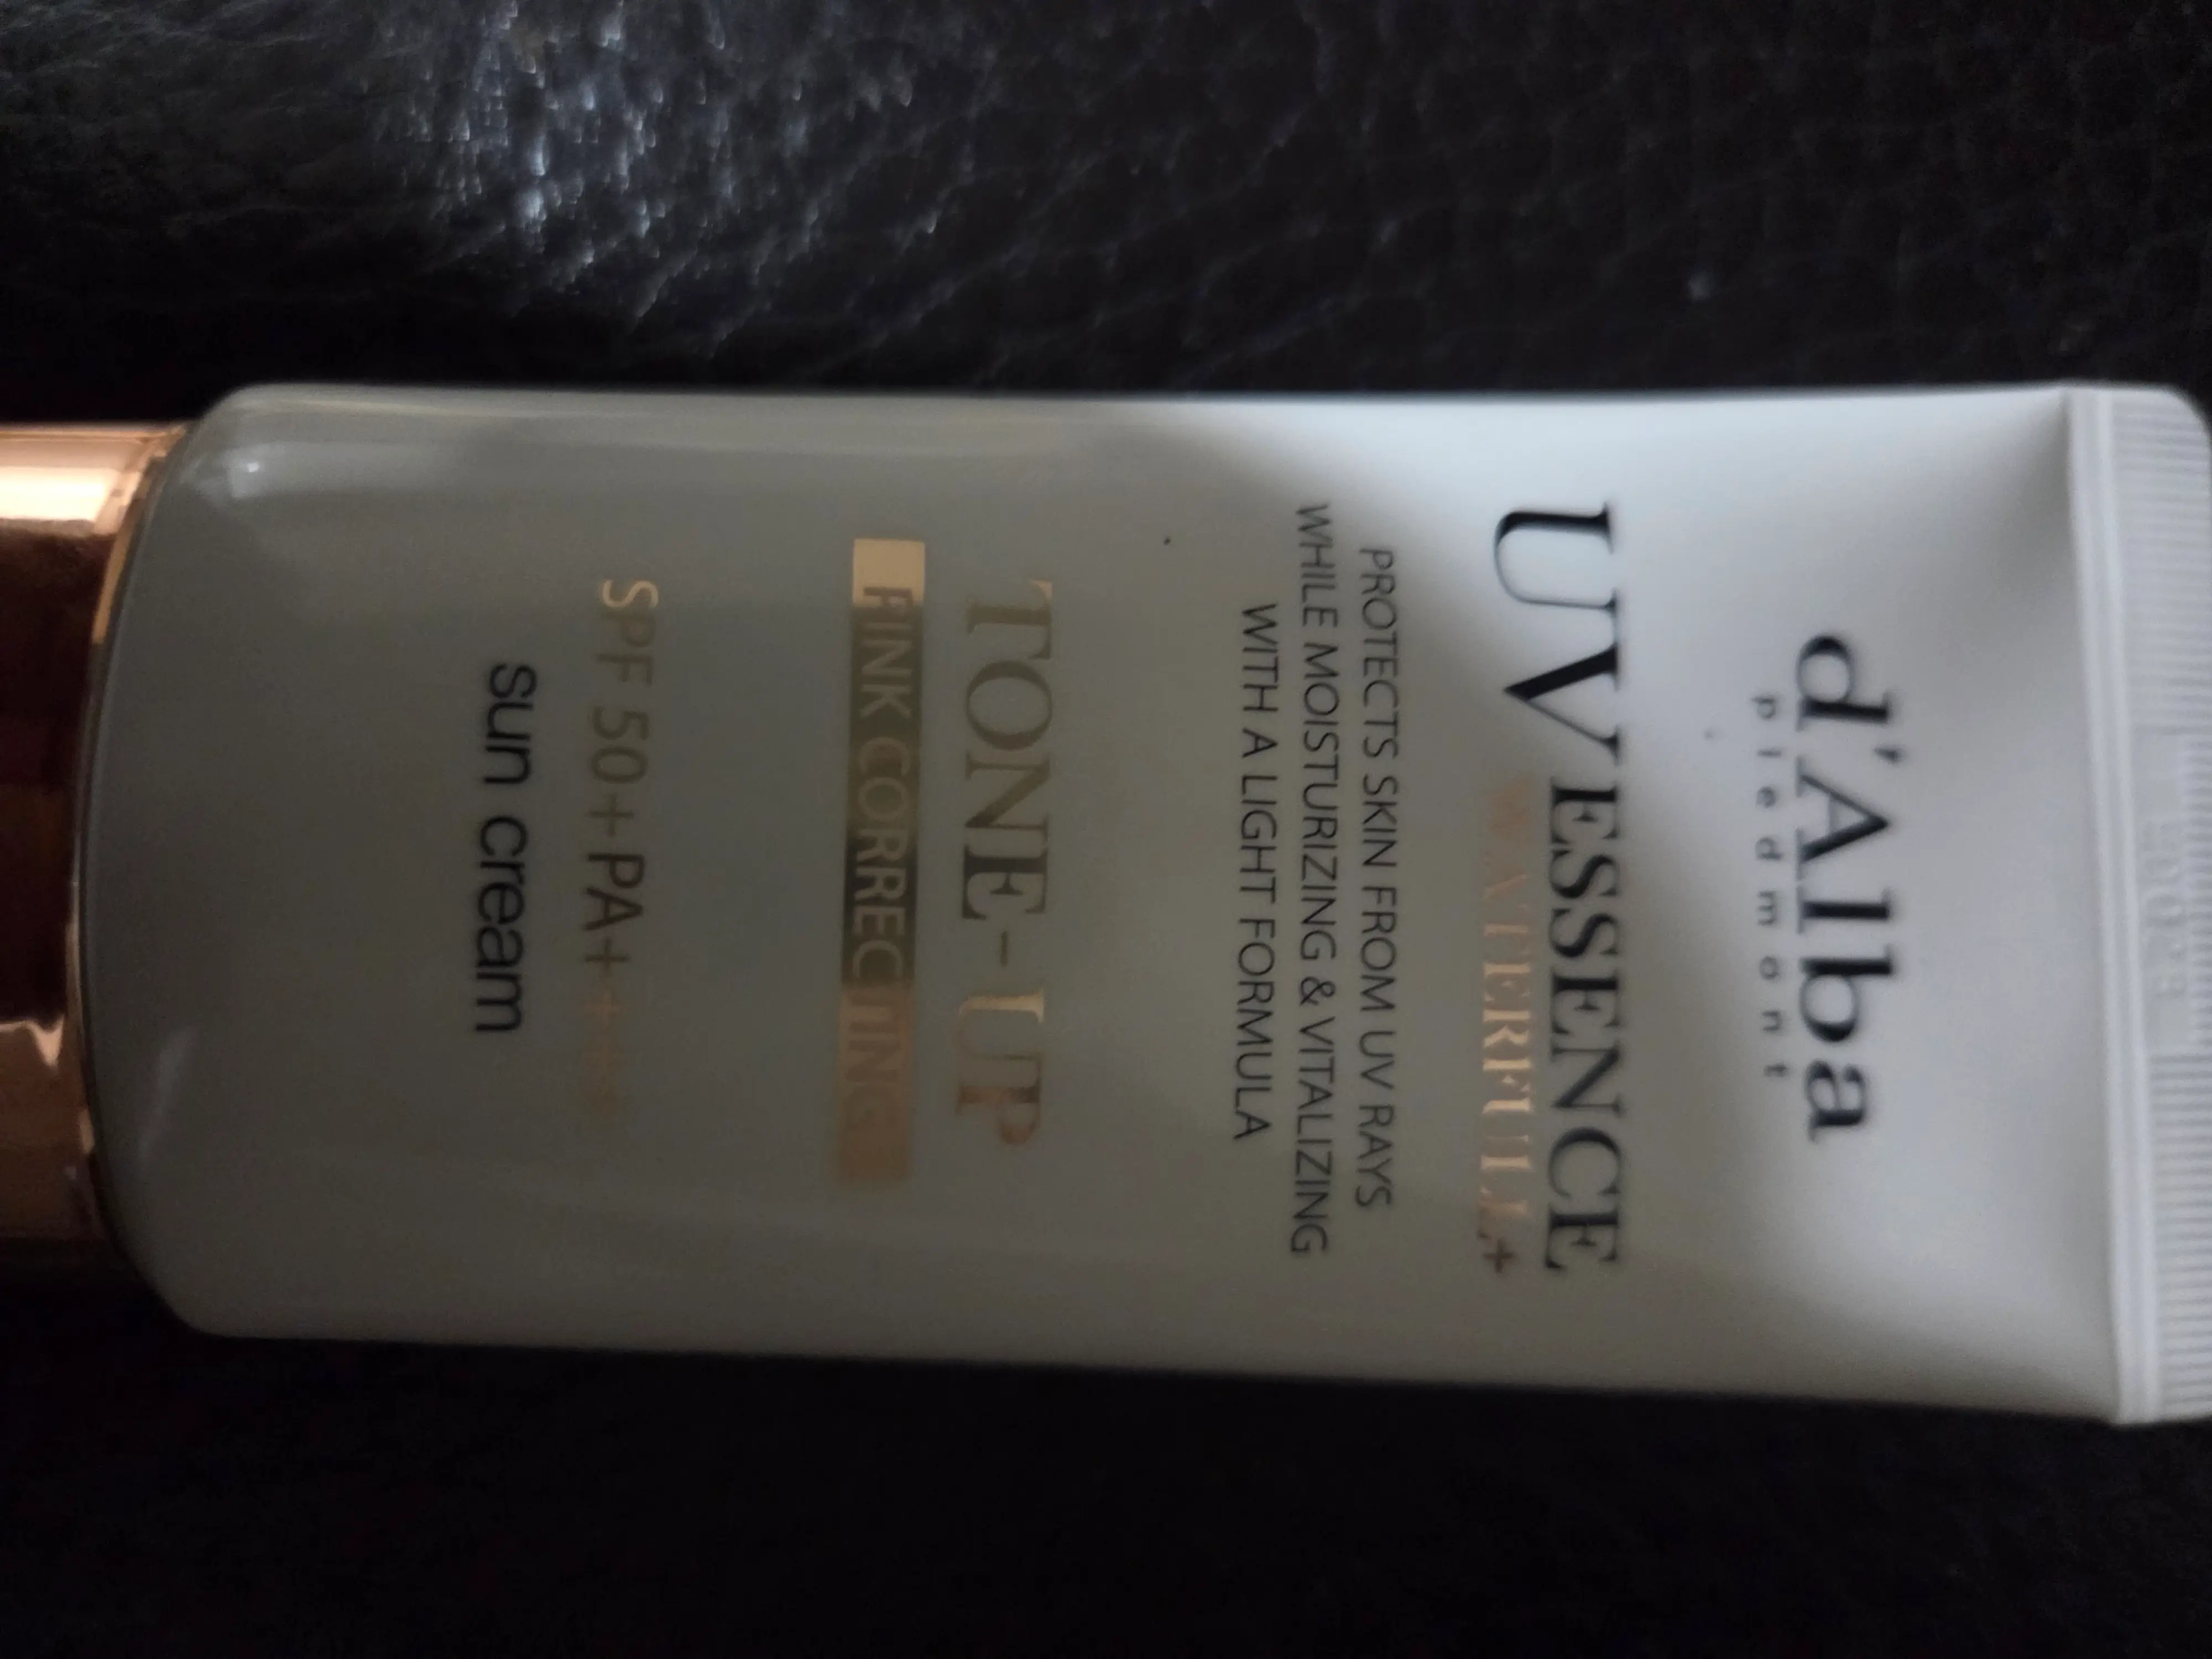 d'Alba
piedmont
UV ESSENCE
WATERFULL+
PROTECTS SKIN FROM UV RAYS
WHILE MOISTURIZING & VITALIZING
WITH A LIGHT FORMULA
TONE-UP
PINK CORRECTING
SPF 50+ PA++++
sun cream